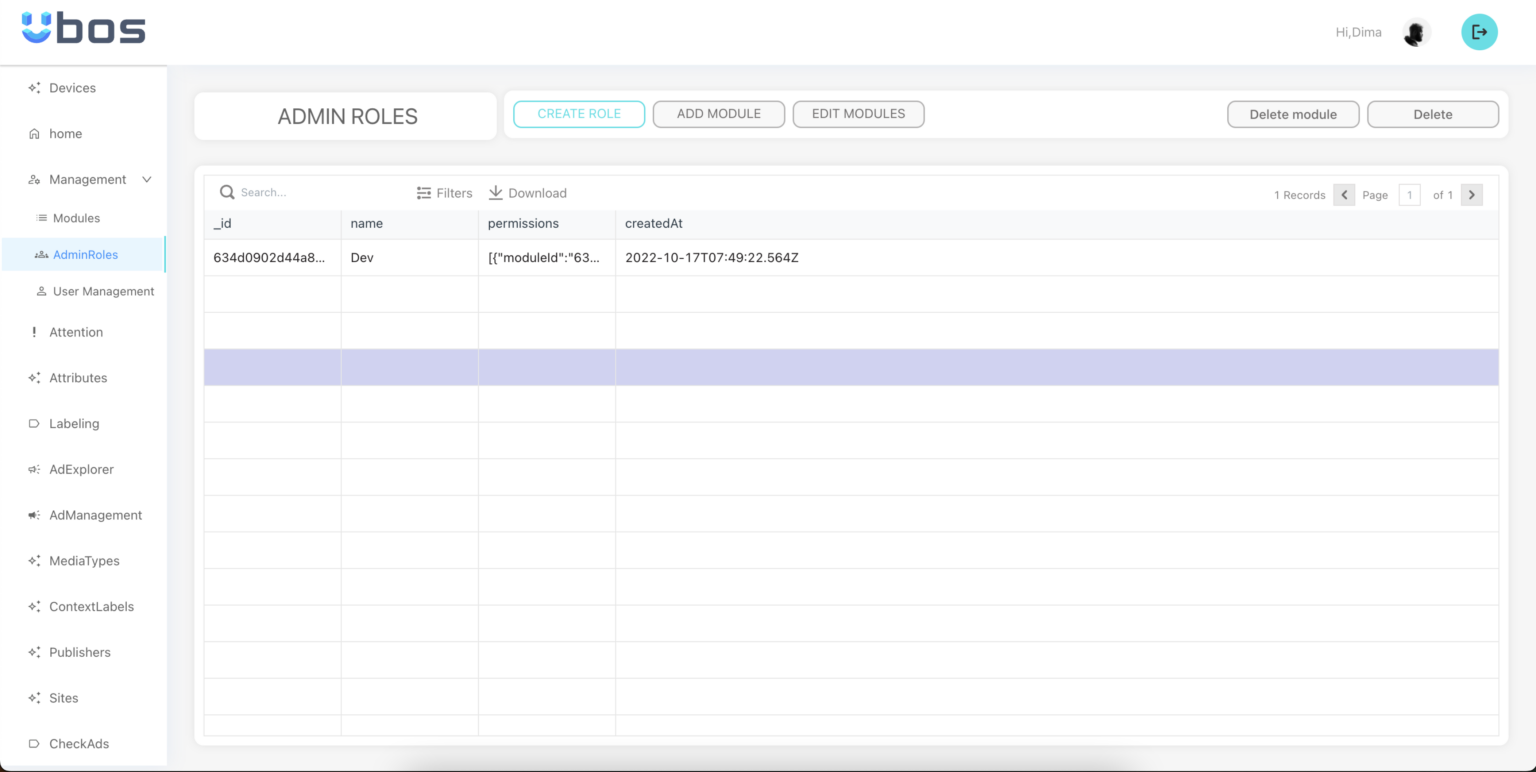 Ubos
Hi,Dima
Devices
home
Management
Modules
AdminRoles
User Management
Attention
Attributes
Labeling
AdExplorer
AdManagement
MediaTypes
ContextLabels
Publishers
Sites
CheckAds
ADMIN ROLES
CREATE ROLE ADD MODULE EDIT MODULES Delete module Delete
Search... Filters Download 1 Records Page 1 of 1
_id name permissions createdAt
634d0902d44a8... Dev [{"moduleId":"63... 2022-10-17T07:49:22.564Z